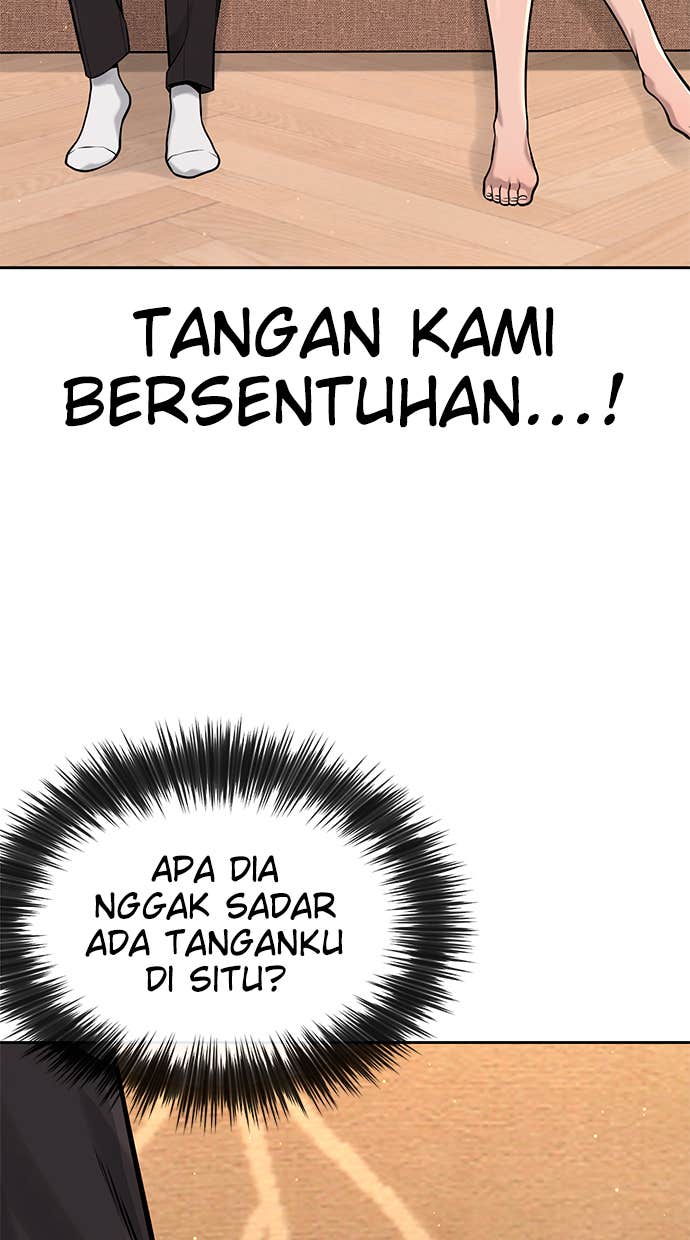 TANGAN KAMI
BERSENTUHAN...!
APA DIA
NGGAK SADAR
ADA TANGANKU
DI SITU?